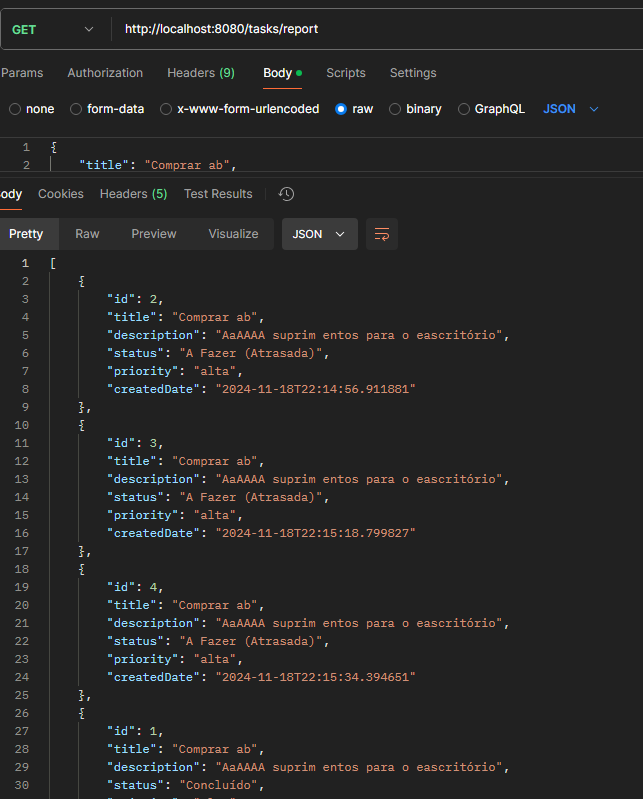 GET http://localhost:8080/tasks/report
Params Authorization Headers (9) Body Scripts Settings
none form-data x-www-form-urlencoded raw binary GraphQL JSON
1 {
2 "title": "Comprar ab",
ody Cookies Headers (5) Test Results
Pretty Raw Preview Visualize JSON
1 [
2 {
3 "id": 2,
4 "title": "Comprar ab",
5 "description": "AaAAAA suprim entos para o eascritório",
6 "status": "A Fazer (Atrasada)",
7 "priority": "alta",
8 "createdDate": "2024-11-18T22:14:56.911881"
9 },
10 {
11 "id": 3,
12 "title": "Comprar ab",
13 "description": "AaAAAA suprim entos para o eascritório",
14 "status": "A Fazer (Atrasada)",
15 "priority": "alta",
16 "createdDate": "2024-11-18T22:15:18.799827"
17 },
18 {
19 "id": 4,
20 "title": "Comprar ab",
21 "description": "AaAAAA suprim entos para o eascritório",
22 "status": "A Fazer (Atrasada)",
23 "priority": "alta",
24 "createdDate": "2024-11-18T22:15:34.394651"
25 },
26 {
27 "id": 1,
28 "title": "Comprar ab",
29 "description": "AaAAAA suprim entos para o eascritório",
30 "status": "Concluído",